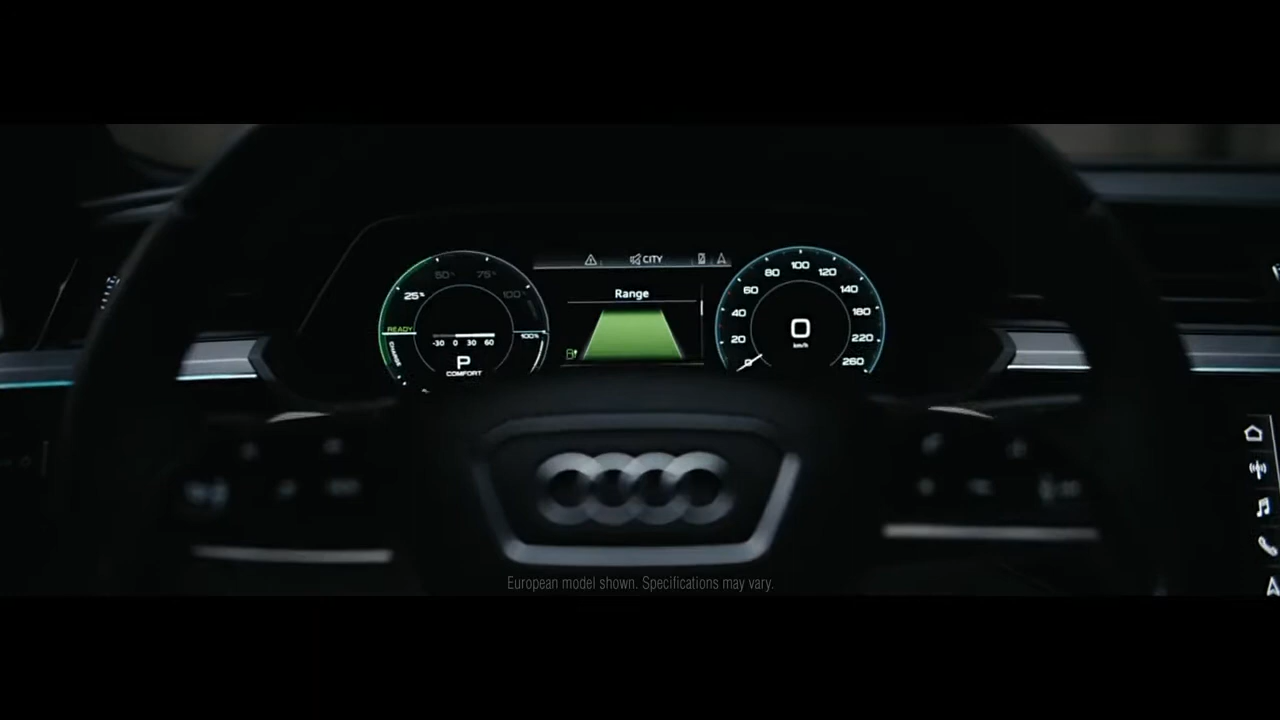 CITY
50%
75%
25%
100%
READY
CHARGE
100%
-30 0 30 60
P
COMFORT
Range
0
20
40
60
80
100
120
140
180
220
260
0
km/h
European model shown. Specifications may vary.